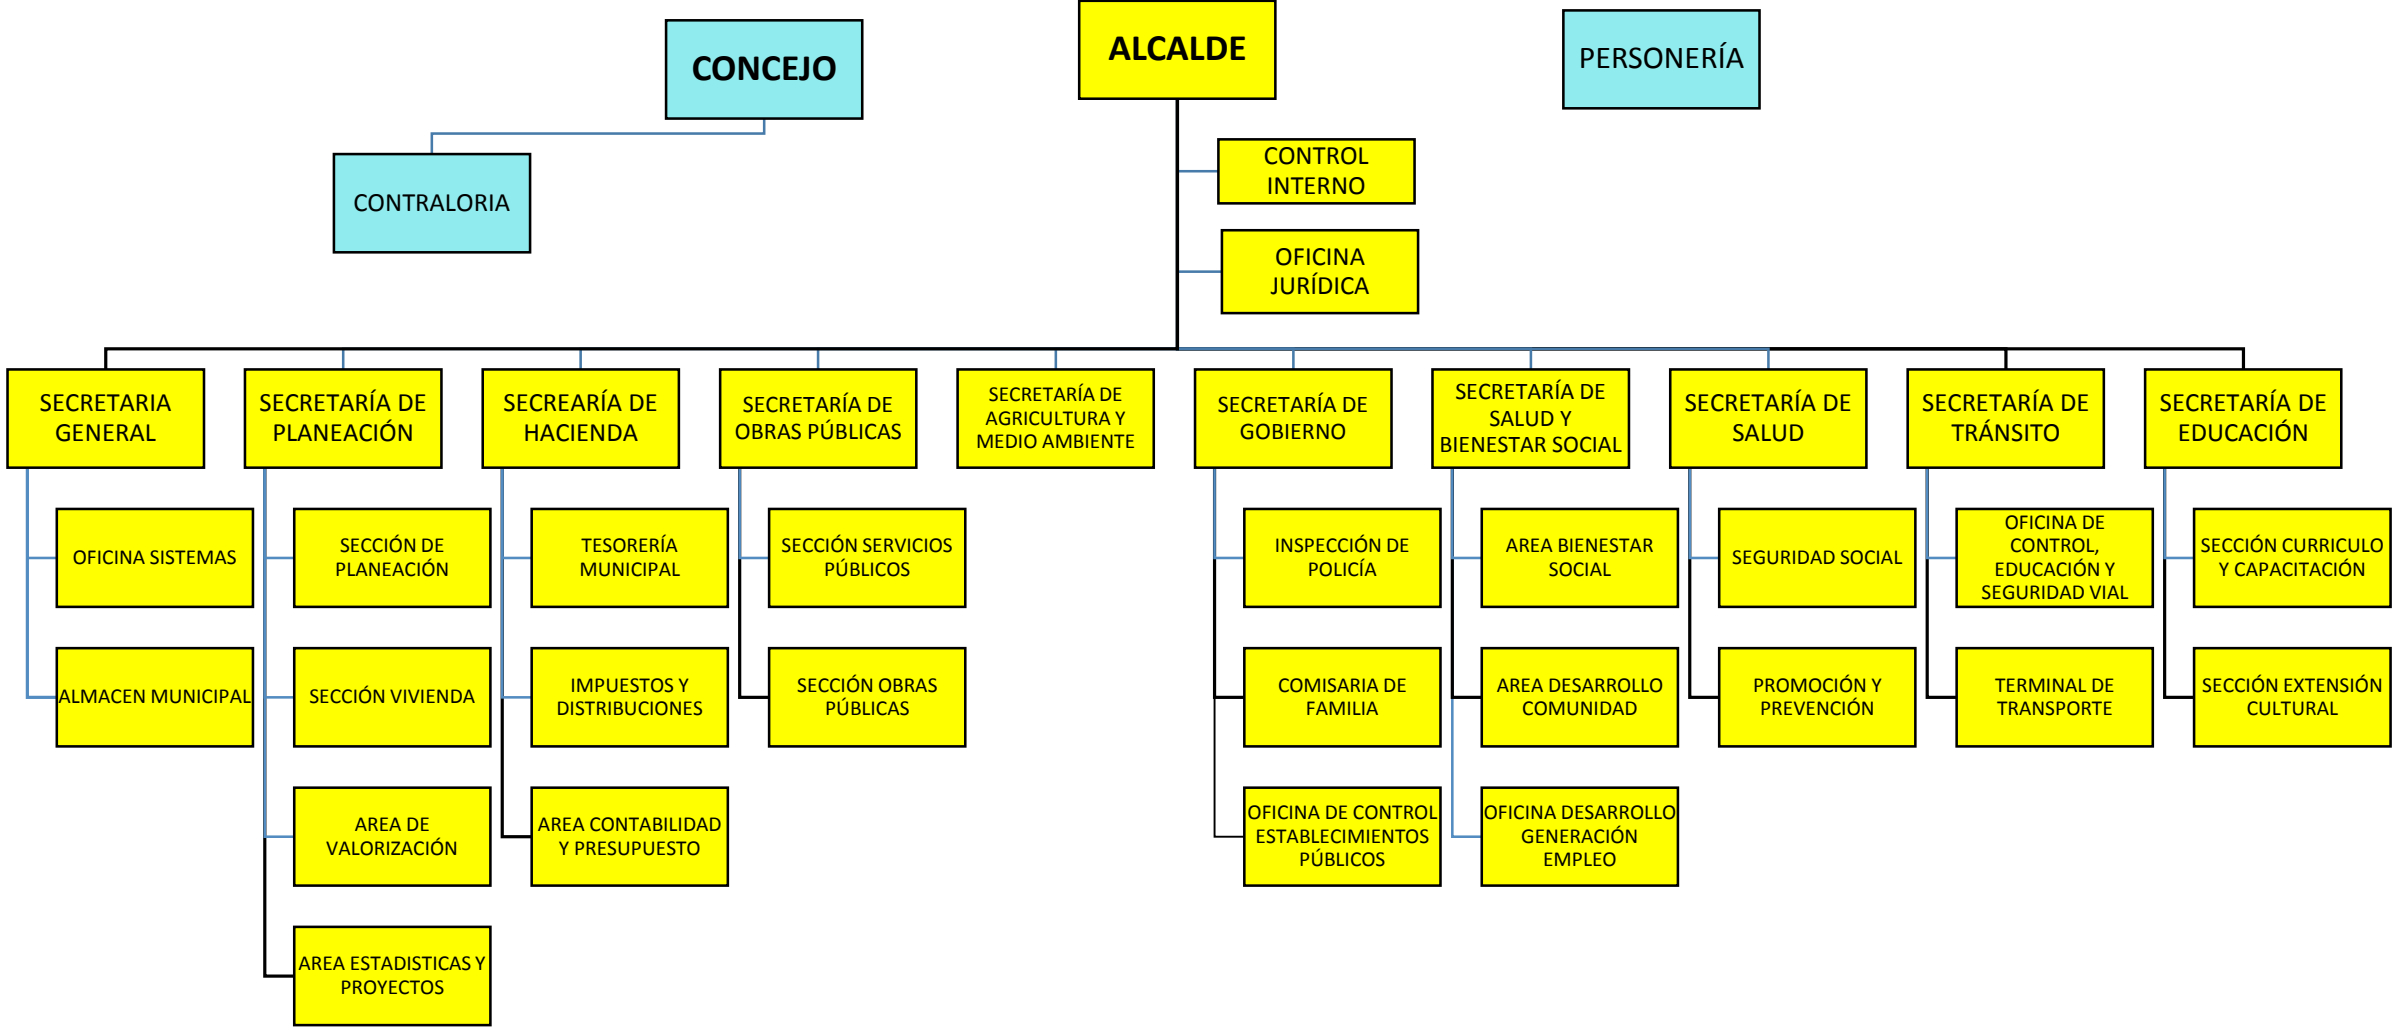 CONCEJO
ALCALDE
PERSONERÍA
CONTRALORIA
CONTROL
INTERNO
OFICINA
JURÍDICA
SECRETARIA
GENERAL
SECRETARÍA DE
PLANEACIÓN
SECREARÍA DE
HACIENDA
SECRETARÍA DE
OBRAS PÚBLICAS
SECRETARÍA DE
AGRICULTURA Y
MEDIO AMBIENTE
SECRETARÍA DE
GOBIERNO
SECRETARÍA DE
SALUD Y
BIENESTAR SOCIAL
SECRETARÍA DE
SALUD
SECRETARÍA DE
TRÁNSITO
SECRETARÍA DE
EDUCACIÓN
OFICINA SISTEMAS
SECCIÓN DE
PLANEACIÓN
TESORERÍA
MUNICIPAL
SECCIÓN SERVICIOS
PÚBLICOS
INSPECCIÓN DE
POLICÍA
AREA BIENESTAR
SOCIAL
SEGURIDAD SOCIAL
OFICINA DE
CONTROL,
EDUCACIÓN Y
SEGURIDAD VIAL
SECCIÓN CURRICULO
Y CAPACITACIÓN
ALMACEN MUNICIPAL
SECCIÓN VIVIENDA
IMPUESTOS Y
DISTRIBUCIONES
SECCIÓN OBRAS
PÚBLICAS
COMISARIA DE
FAMILIA
AREA DESARROLLO
COMUNIDAD
PROMOCIÓN Y
PREVENCIÓN
TERMINAL DE
TRANSPORTE
SECCIÓN EXTENSIÓN
CULTURAL
AREA DE
VALORIZACIÓN
AREA CONTABILIDAD
Y PRESUPUESTO
OFICINA DE CONTROL
ESTABLECIMIENTOS
PÚBLICOS
OFICINA DESARROLLO
GENERACIÓN
EMPLEO
AREA ESTADISTICAS Y
PROYECTOS